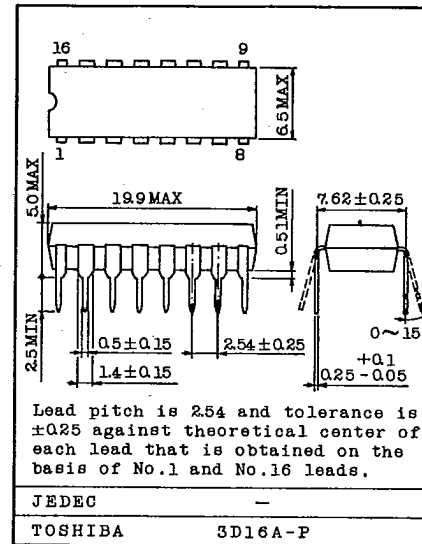 16 9
6.5MAX
1 8
5.0MAX
19.9MAX
0.51MIN
7.62±0.25
2.5MIN
0.5±0.15
2.54±0.25
1.4±0.15
0~15
+0.1
0.25-0.05
Lead pitch is 2.54 and tolerance is
±0.25 against theoretical center of
each lead that is obtained on the
basis of No.1 and No.16 leads.
JEDEC —
TOSHIBA 3D16A-P